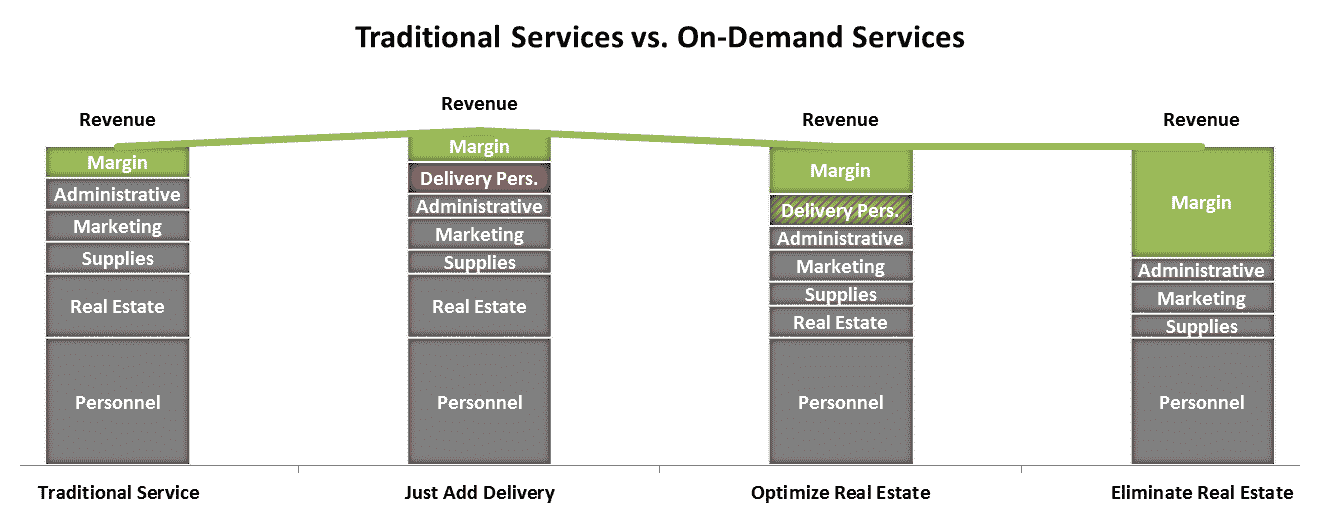 Traditional Services vs. On-Demand Services
Revenue
Margin
Administrative
Marketing
Supplies
Real Estate
Personnel
Traditional Service
Revenue
Margin
Delivery Pers.
Administrative
Marketing
Supplies
Real Estate
Personnel
Just Add Delivery
Revenue
Margin
Delivery Pers.
Administrative
Marketing
Supplies
Real Estate
Personnel
Optimize Real Estate
Revenue
Margin
Administrative
Marketing
Supplies
Personnel
Eliminate Real Estate